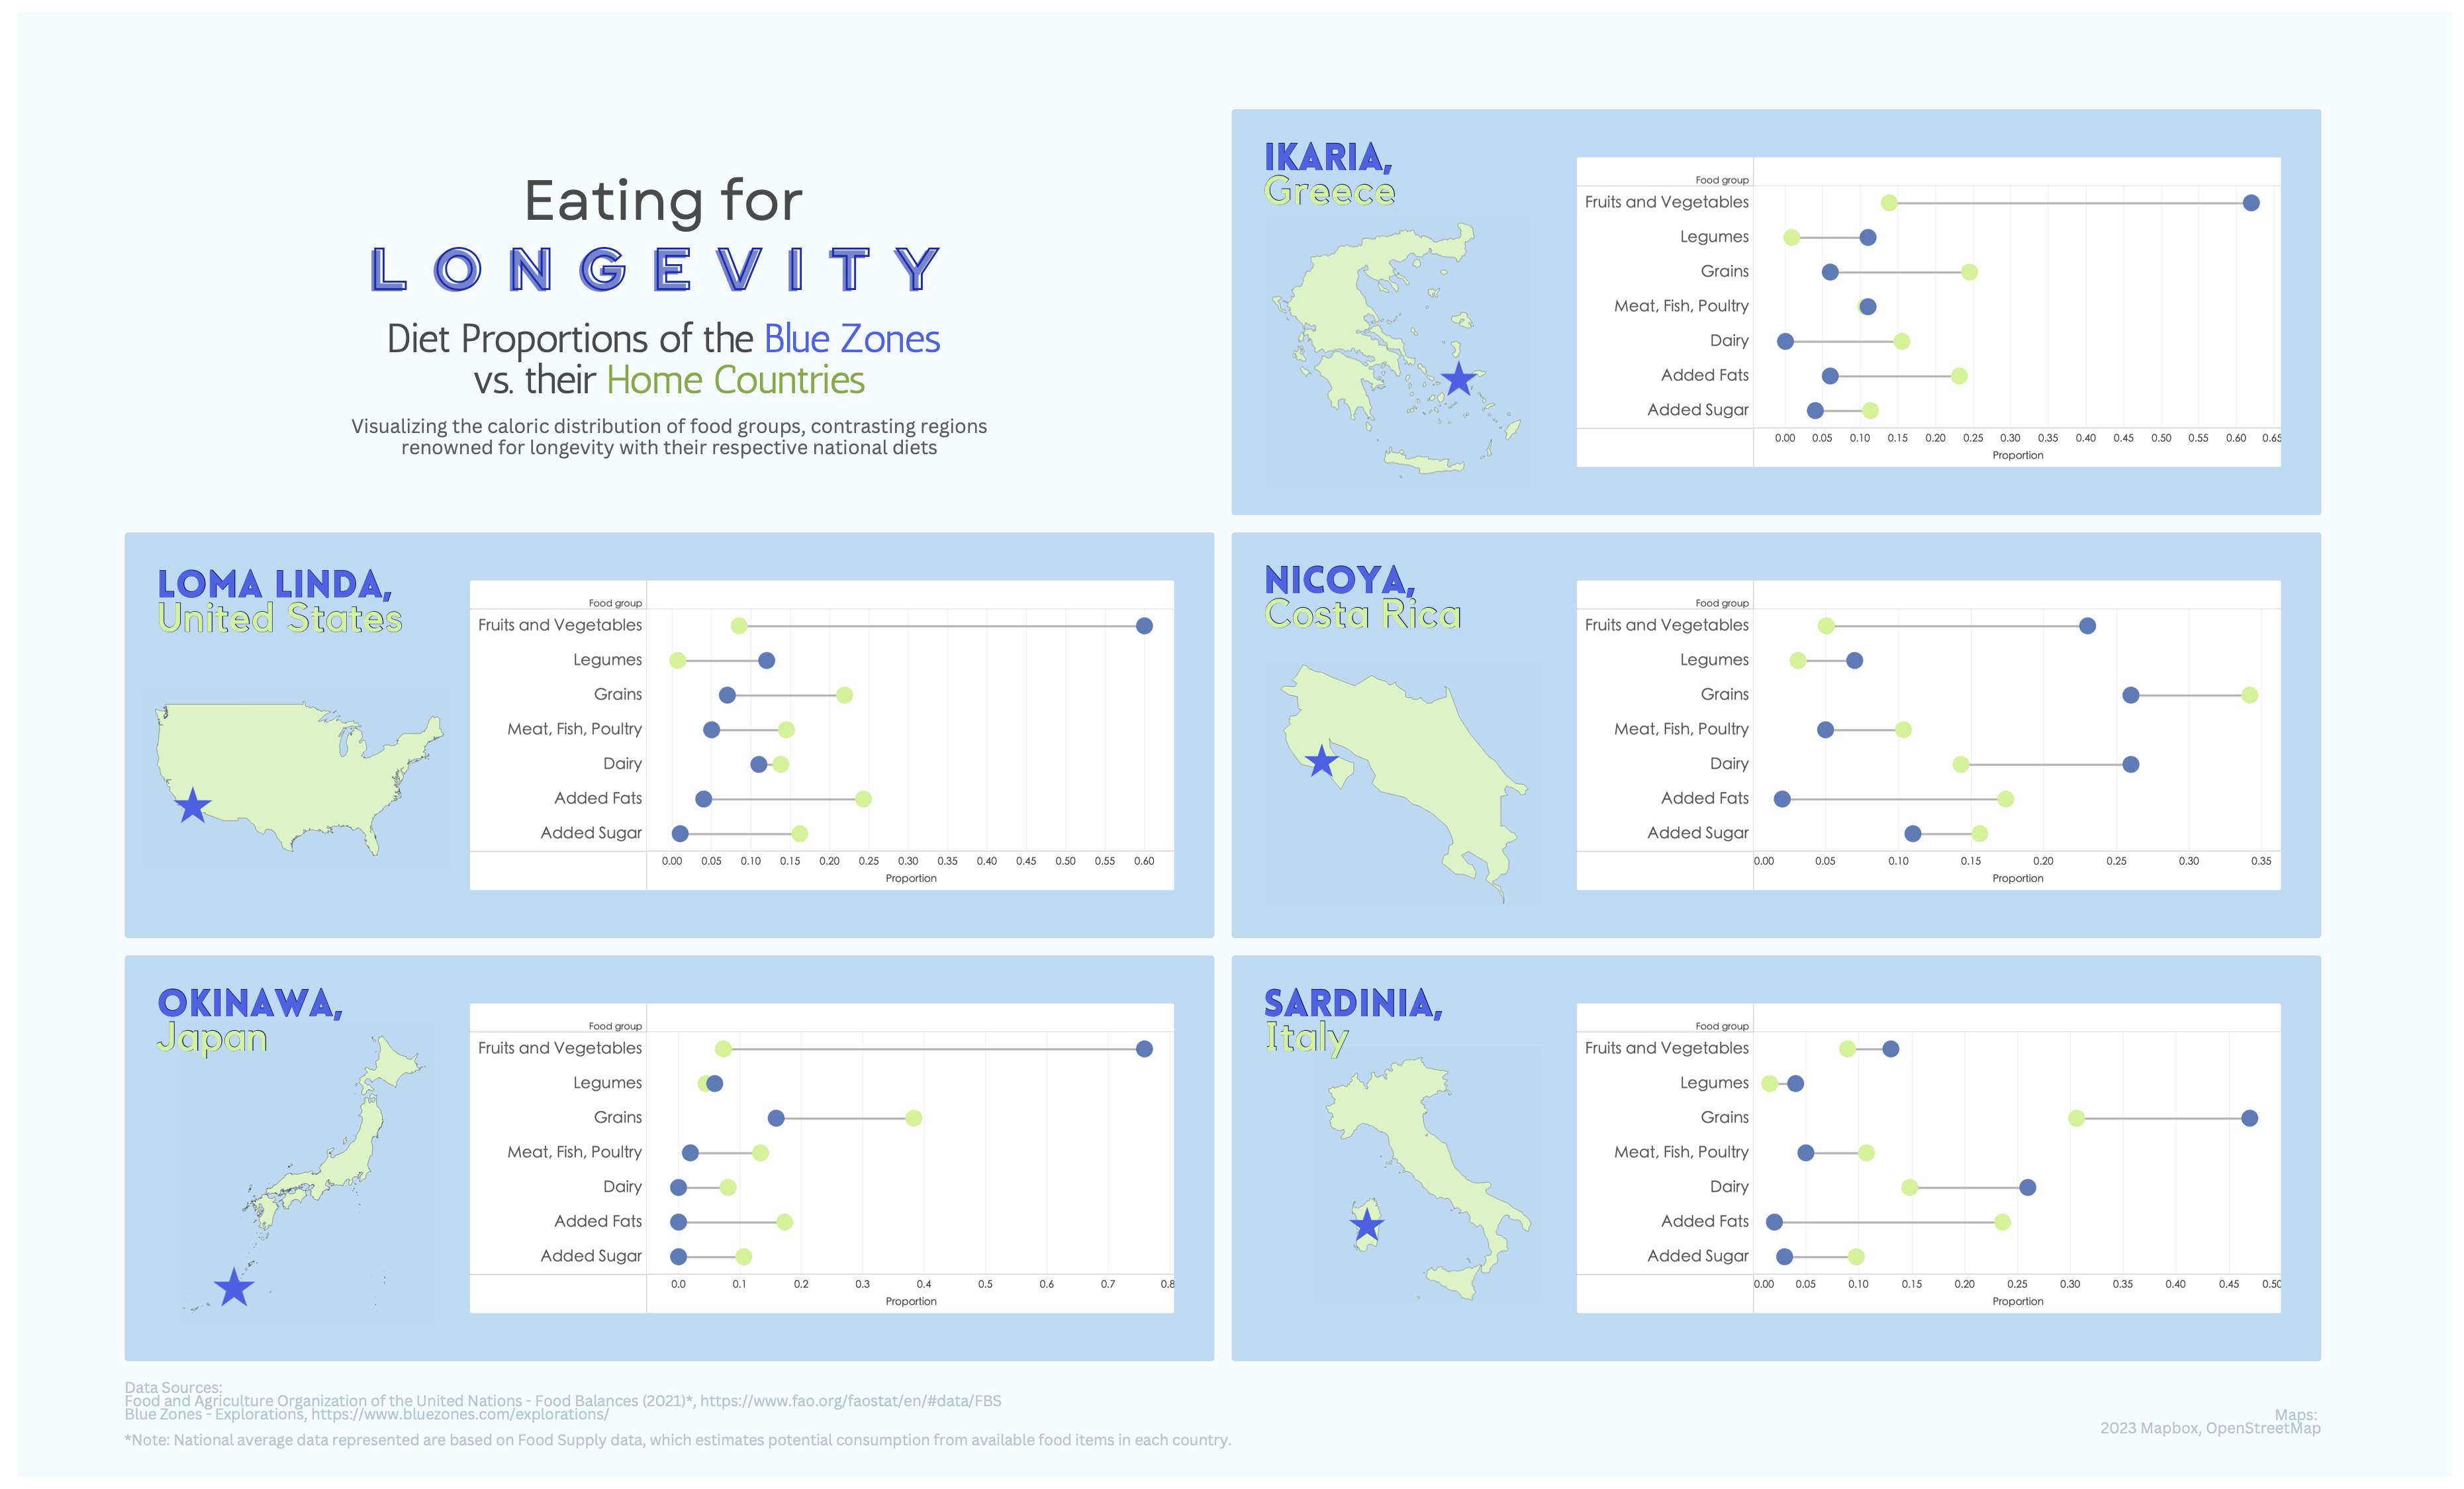 Eating for
LONGEVITY
Diet Proportions of the Blue Zones
vs. their Home Countries
Visualizing the caloric distribution of food groups, contrasting regions
renowned for longevity with their respective national diets
IKARIA,
Greece
Food group
Fruits and Vegetables
Legumes
Grains
Meat, Fish, Poultry
Dairy
Added Fats
Added Sugar
0.00 0.05 0.10 0.15 0.20 0.25 0.30 0.35 0.40 0.45 0.50 0.55 0.60 0.65
Proportion
LOMA LINDA,
United States
Food group
Fruits and Vegetables
Legumes
Grains
Meat, Fish, Poultry
Dairy
Added Fats
Added Sugar
0.00 0.05 0.10 0.15 0.20 0.25 0.30 0.35 0.40 0.45 0.50 0.55 0.60
Proportion
NICOYA,
Costa Rica
Food group
Fruits and Vegetables
Legumes
Grains
Meat, Fish, Poultry
Dairy
Added Fats
Added Sugar
0.00 0.05 0.10 0.15 0.20 0.25 0.30 0.35
Proportion
OKINAWA,
Japan
Food group
Fruits and Vegetables
Legumes
Grains
Meat, Fish, Poultry
Dairy
Added Fats
Added Sugar
0.0 0.1 0.2 0.3 0.4 0.5 0.6 0.7 0.8
Proportion
SARDINIA,
Italy
Food group
Fruits and Vegetables
Legumes
Grains
Meat, Fish, Poultry
Dairy
Added Fats
Added Sugar
0.00 0.05 0.10 0.15 0.20 0.25 0.30 0.35 0.40 0.45 0.50
Proportion
Data Sources:
Food and Agriculture Organization of the United Nations - Food Balances (2021)*, https://www.fao.org/faostat/en/#data/FBS
Blue Zones - Explorations, https://www.bluezones.com/explorations/
*Note: National average data represented are based on Food Supply data, which estimates potential consumption from available food items in each country.
Maps:
2023 Mapbox, OpenStreetMap